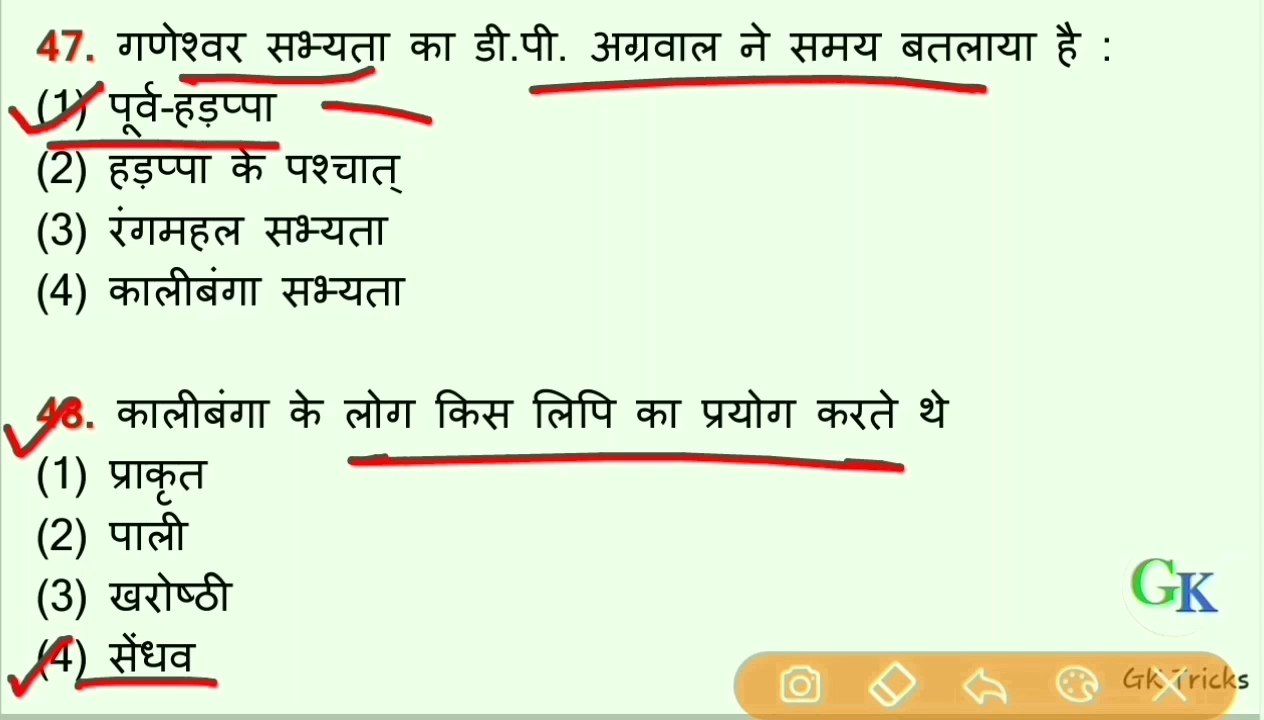 47. गणेश्वर सभ्यता का डी.पी. अग्रवाल ने समय बतलाया है :
(1) पूर्व-हड़प्पा
(2) हड़प्पा के पश्चात्
(3) रंगमहल सभ्यता
(4) कालीबंगा सभ्यता
48. कालीबंगा के लोग किस लिपि का प्रयोग करते थे
(1) प्राकृत
(2) पाली
(3) खरोष्ठी
(4) सेंधव
GK
GK Tricks